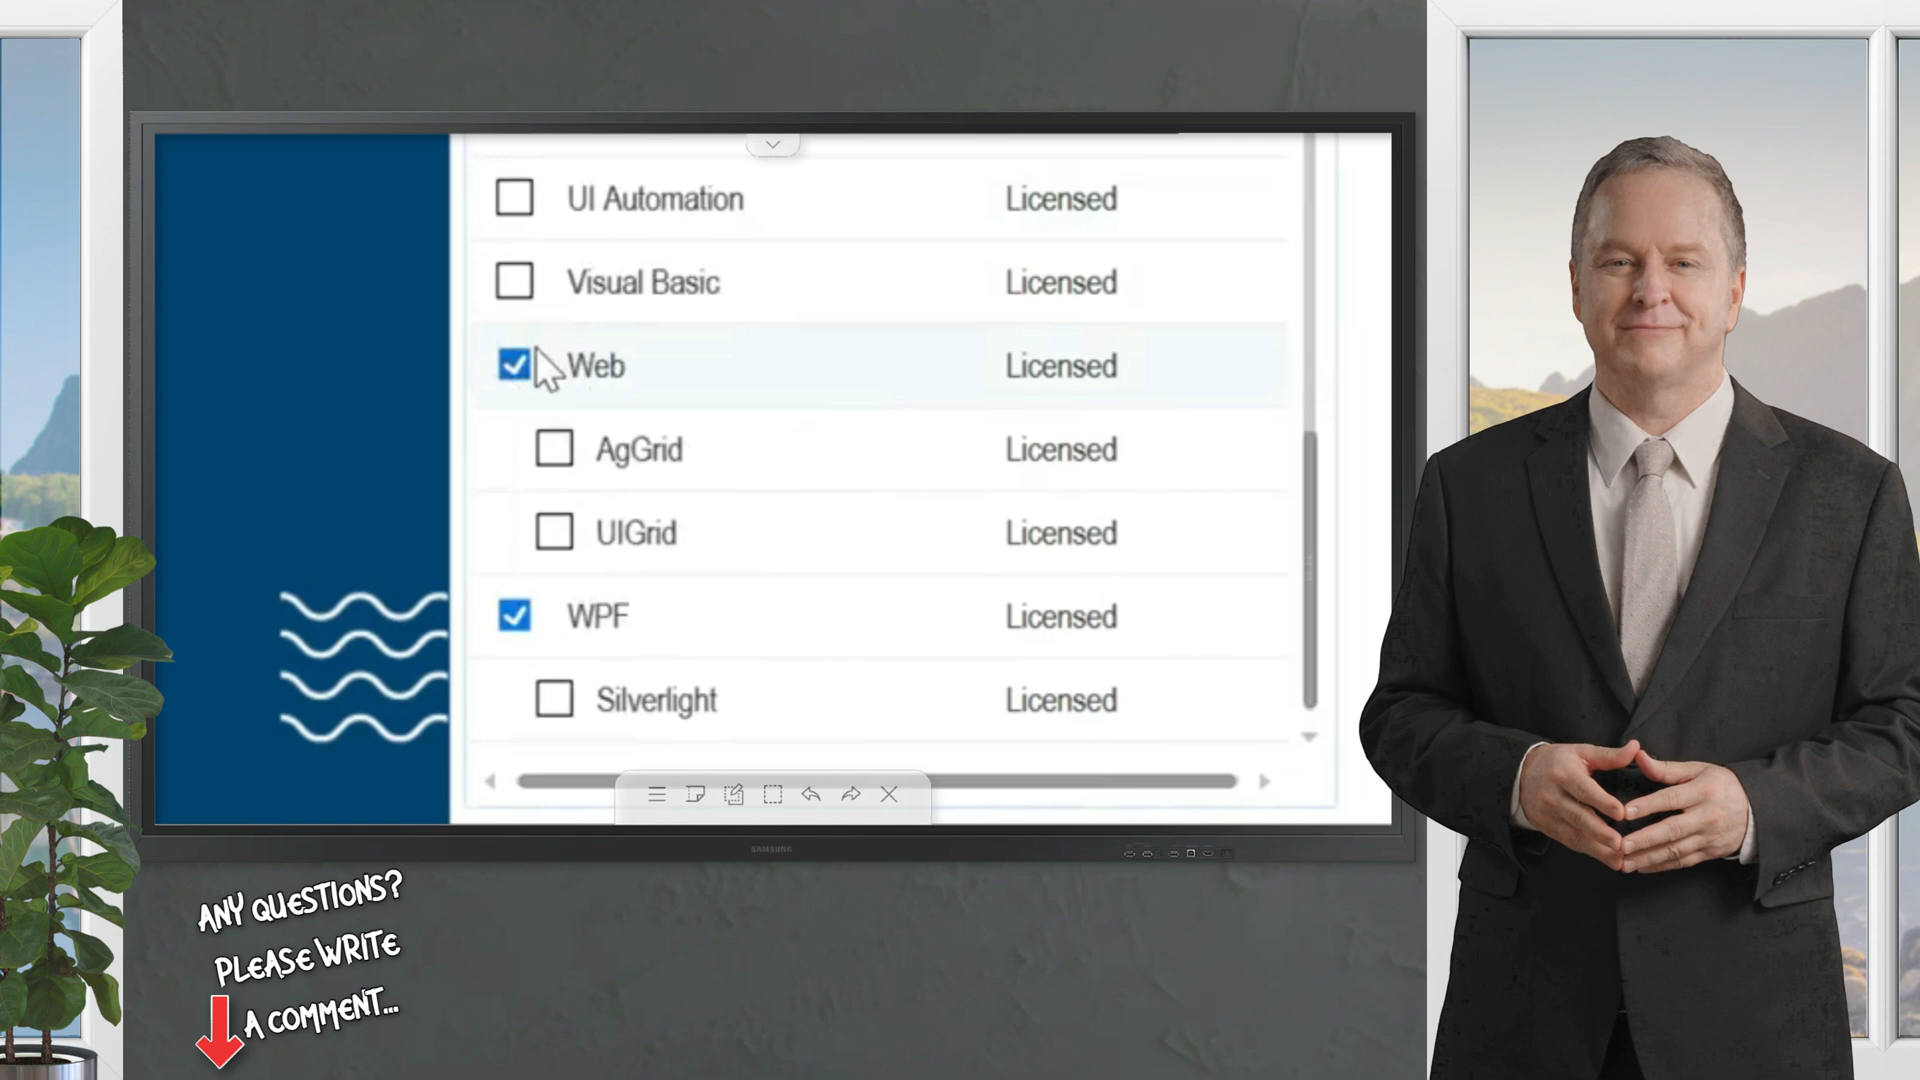 UI Automation Licensed
Visual Basic Licensed
Web Licensed
AgGrid Licensed
UIGrid Licensed
WPF Licensed
Silverlight Licensed
SAMSUNG
ANY QUESTIONS?
PLEASE WRITE
A COMMENT...